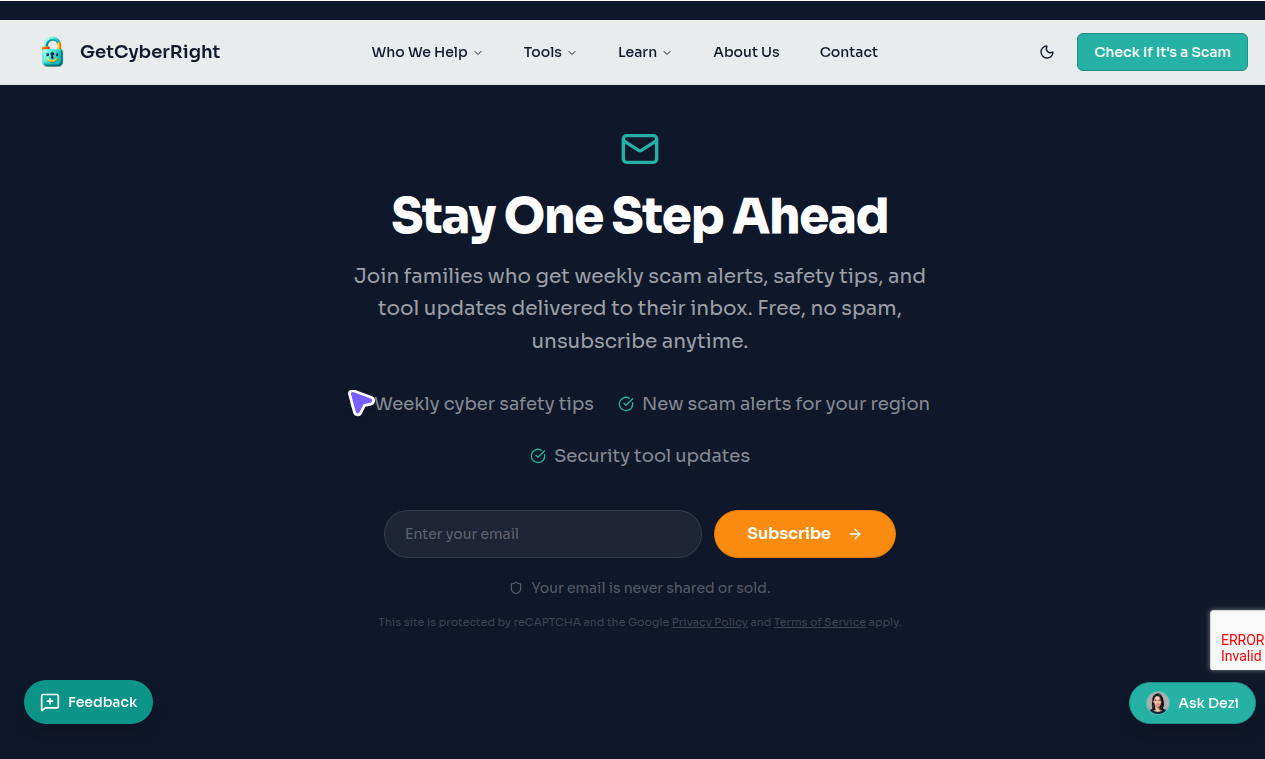 GetCyberRight
Who We Help
Tools
Learn
About Us
Contact
Check If It's a Scam
Stay One Step Ahead
Join families who get weekly scam alerts, safety tips, and
tool updates delivered to their inbox. Free, no spam,
unsubscribe anytime.
Weekly cyber safety tips
New scam alerts for your region
Security tool updates
Enter your email
Subscribe
Your email is never shared or sold.
This site is protected by reCAPTCHA and the Google Privacy Policy and Terms of Service apply.
ERROR
Invalid
Feedback
Ask Dezi